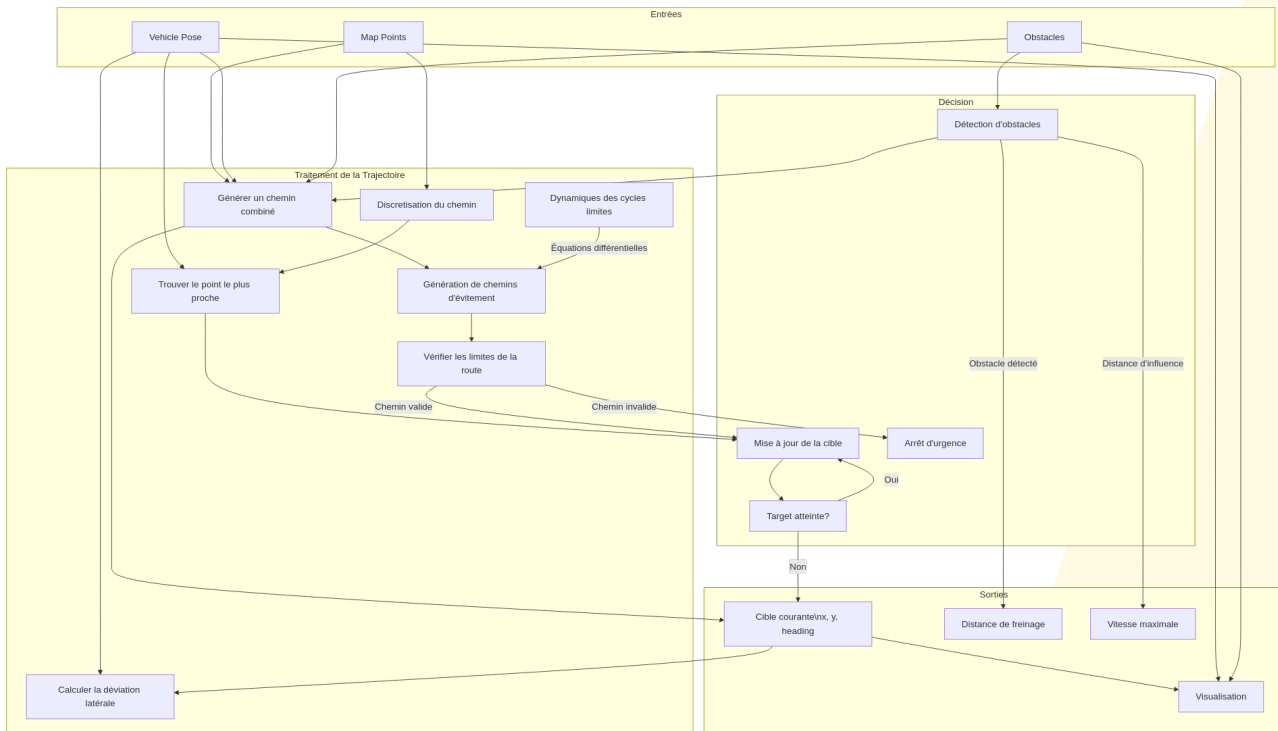 Entrées
Vehicle Pose
Map Points
Obstacles
Décision
Détection d'obstacles
Traitement de la Trajectoire
Générer un chemin
combiné
Discretisation du chemin
Dynamiques des cycles
limites
Équations différentielles
Trouver le point le plus
proche
Génération de chemins
d'évitement
Vérifier les limites de la
route
Obstacle détecté
Distance d'influence
Chemin valide
Chemin invalide
Mise à jour de la cible
Arrêt d'urgence
Oui
Target atteinte?
Non
Sorties
Cible courante\nx, y,
heading
Distance de freinage
Vitesse maximale
Calculer la déviation
latérale
Visualisation